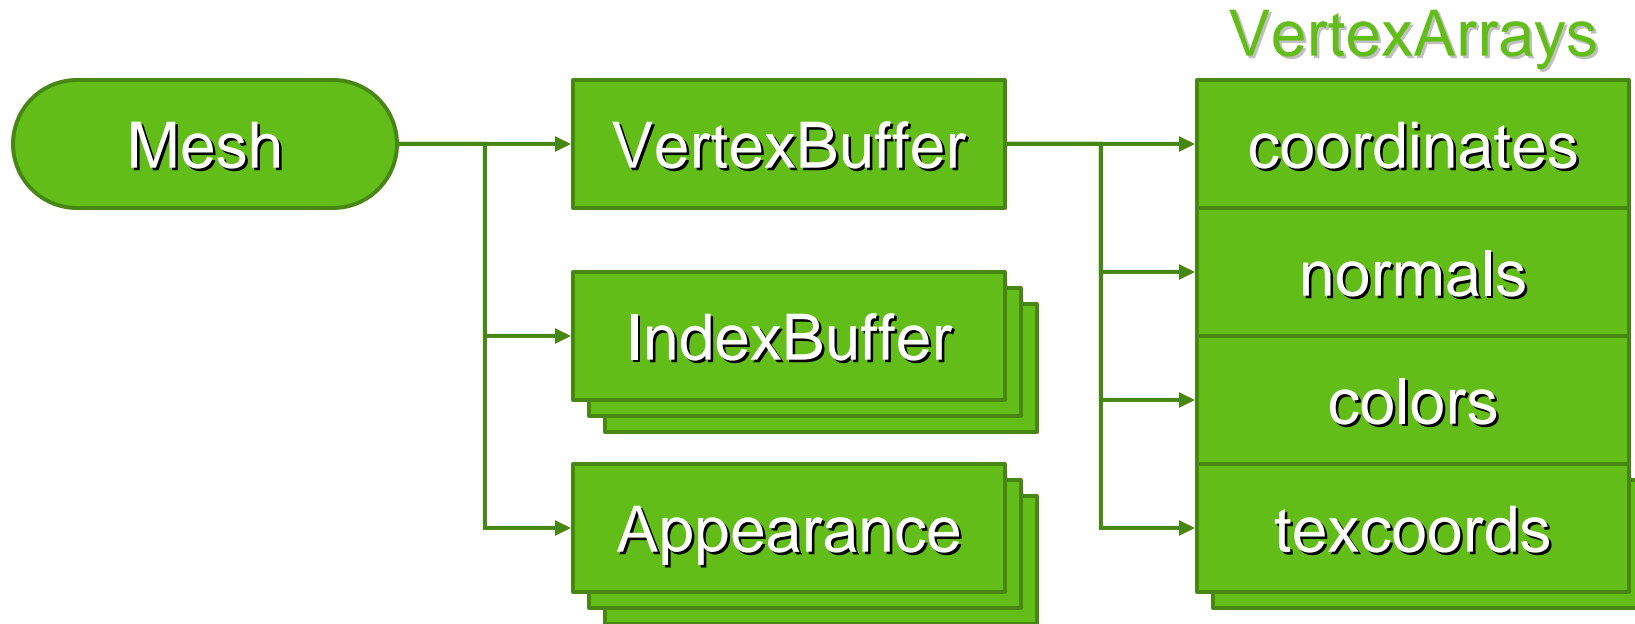 VertexArrays
Mesh
VertexBuffer
coordinates
normals
IndexBuffer
colors
Appearance
texcoords